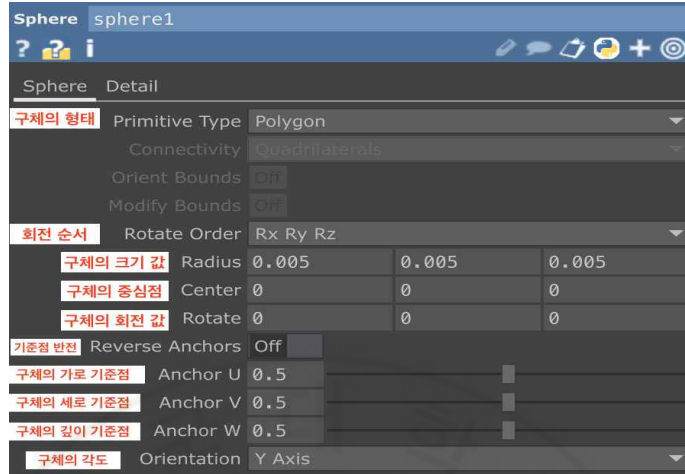 Sphere sphere1
? ? i
Sphere Detail
구체의 형태 Primitive Type Polygon
Connectivity Quadrilaterals
Orient Bounds Off
Modify Bounds Off
회전 순서 Rotate Order Rx Ry Rz
구체의 크기 값 Radius 0.005 0.005 0.005
구체의 중심점 Center 0 0 0
구체의 회전 값 Rotate 0 0 0
기준점 반전 Reverse Anchors Off
구체의 가로 기준점 Anchor U 0.5
구체의 세로 기준점 Anchor V 0.5
구체의 깊이 기준점 Anchor W 0.5
구체의 각도 Orientation Y Axis